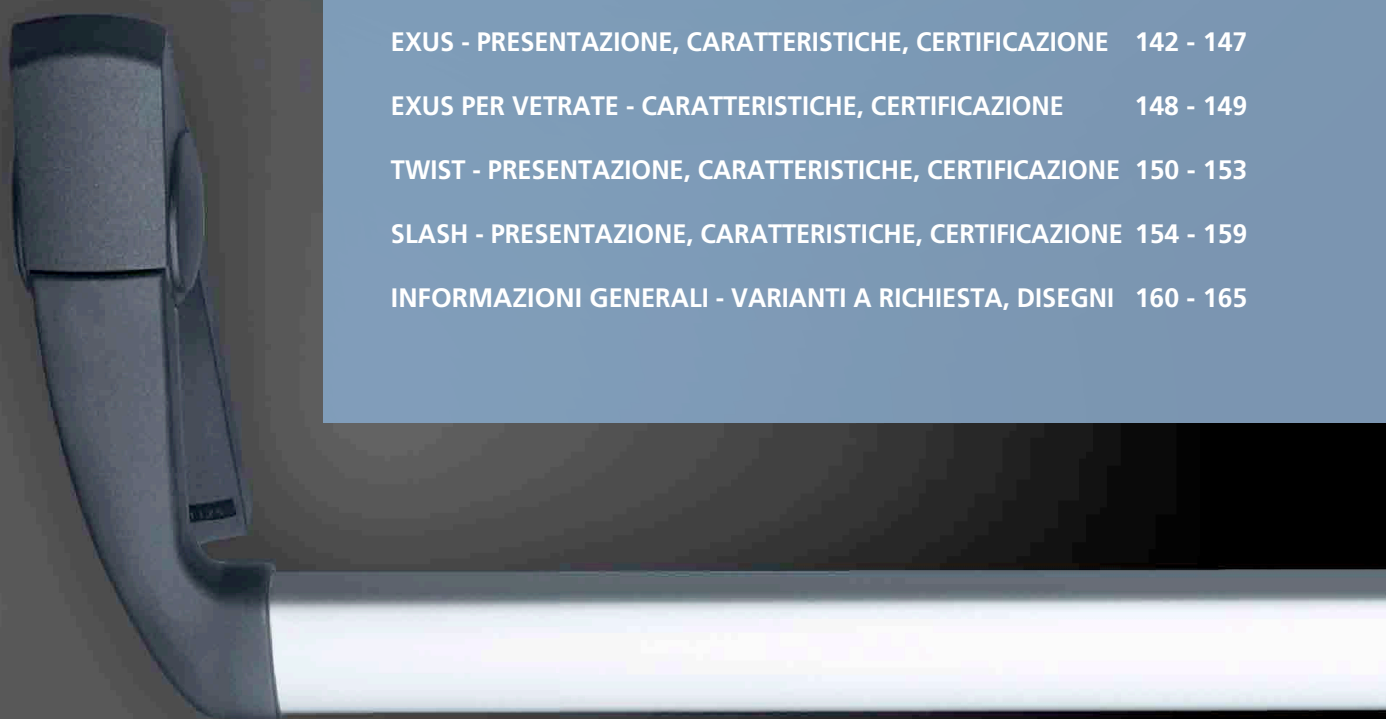 EXUS - PRESENTAZIONE, CARATTERISTICHE, CERTIFICAZIONE 142 - 147
EXUS PER VETRATE - CARATTERISTICHE, CERTIFICAZIONE 148 - 149
TWIST - PRESENTAZIONE, CARATTERISTICHE, CERTIFICAZIONE 150 - 153
SLASH - PRESENTAZIONE, CARATTERISTICHE, CERTIFICAZIONE 154 - 159
INFORMAZIONI GENERALI - VARIANTI A RICHIESTA, DISEGNI 160 - 165